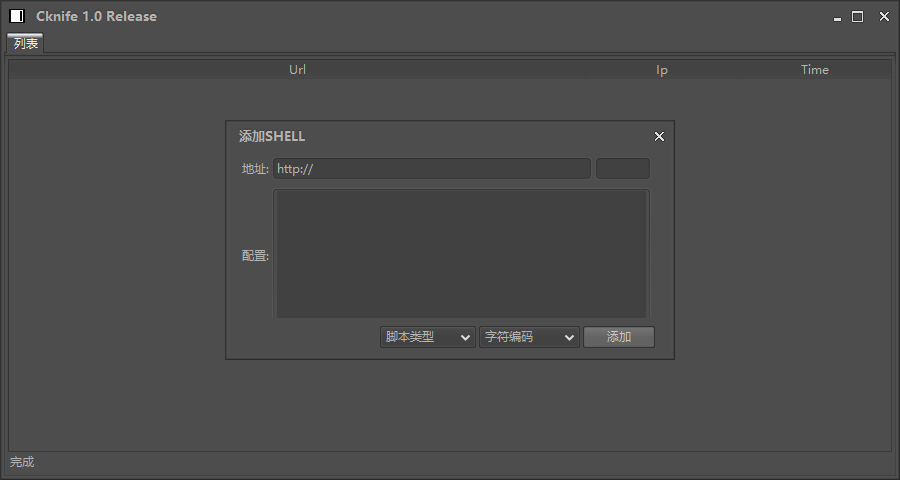 Cknife 1.0 Release
列表
Url Ip Time
添加SHELL
地址: http://
配置:
脚本类型 字符编码 添加
完成